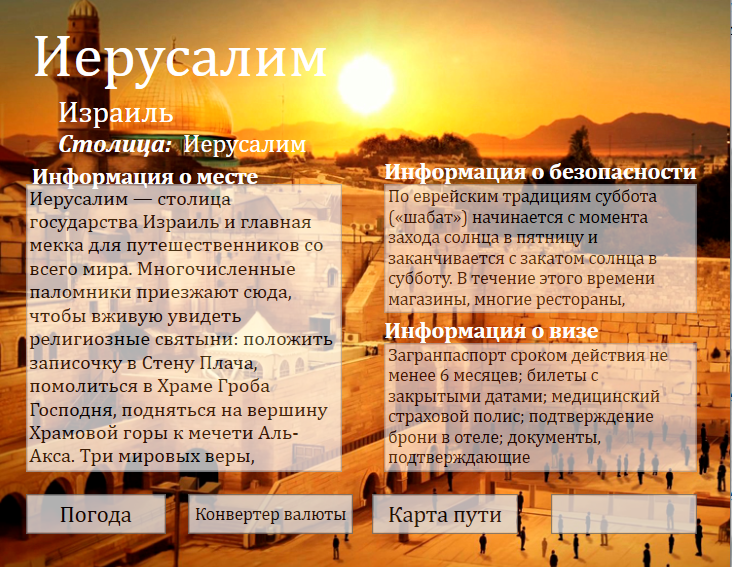 Иерусалим
Израиль
Столица: Иерусалим
Информация о месте
Иерусалим — столица
государства Израиль и главная
мекка для путешественников со
всего мира. Многочисленные
паломники приезжают сюда,
чтобы вживую увидеть
религиозные святыни: положить
записочку в Стену Плача,
помолиться в Храме Гроба
Господня, подняться на вершину
Храмовой горы к мечети Аль-
Акса. Три мировых веры,
Информация о безопасности
По еврейским традициям суббота
(«шабат») начинается с момента
захода солнца в пятницу и
заканчивается с закатом солнца в
субботу. В течение этого времени
магазины, многие рестораны,
Информация о визе
Загранпаспорт сроком действия не
менее 6 месяцев; билеты с
закрытыми датами; медицинский
страховой полис; подтверждение
брони в отеле; документы,
подтверждающие
Погода
Конвертер валюты
Карта пути